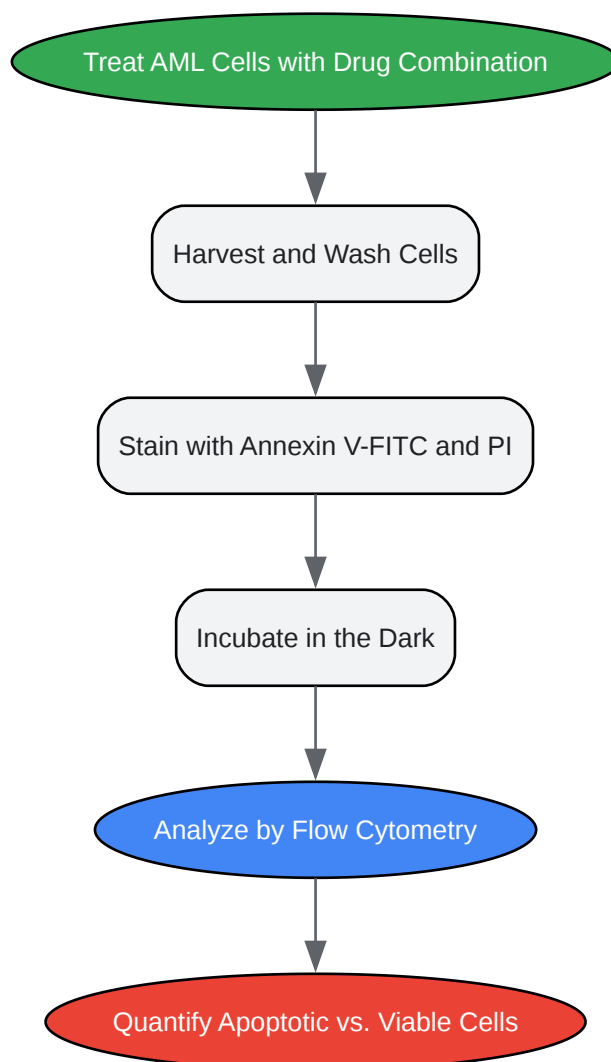 Treat AML Cells with Drug Combination
Harvest and Wash Cells
Stain with Annexin V-FITC and PI
Incubate in the Dark
Analyze by Flow Cytometry
Quantify Apoptotic vs. Viable Cells